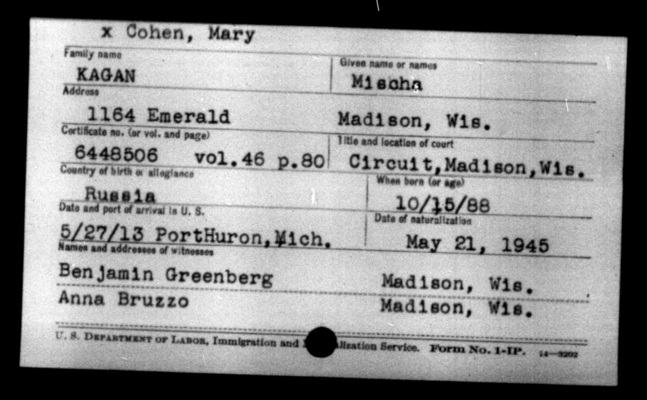 x Cohen, Mary
Family name Given name or names
KAGAN Mischa
Address
1164 Emerald Madison, Wis.
Certificate no. (or vol. and page) Title and location of court
6448506 vol.46 p.80 Circuit,Madison,Wis.
Country of birth or allegiance When born (or age)
Russia 10/15/88
Date and port of arrival in U. S. Date of naturalization
5/27/13 PortHuron,Mich. May 21, 1945
Names and addresses of witnesses
Benjamin Greenberg Madison, Wis.
Anna Bruzzo Madison, Wis.
U. S. DEPARTMENT OF LABOR, Immigration and alization Service. Form No. 1-IP. 14—3202